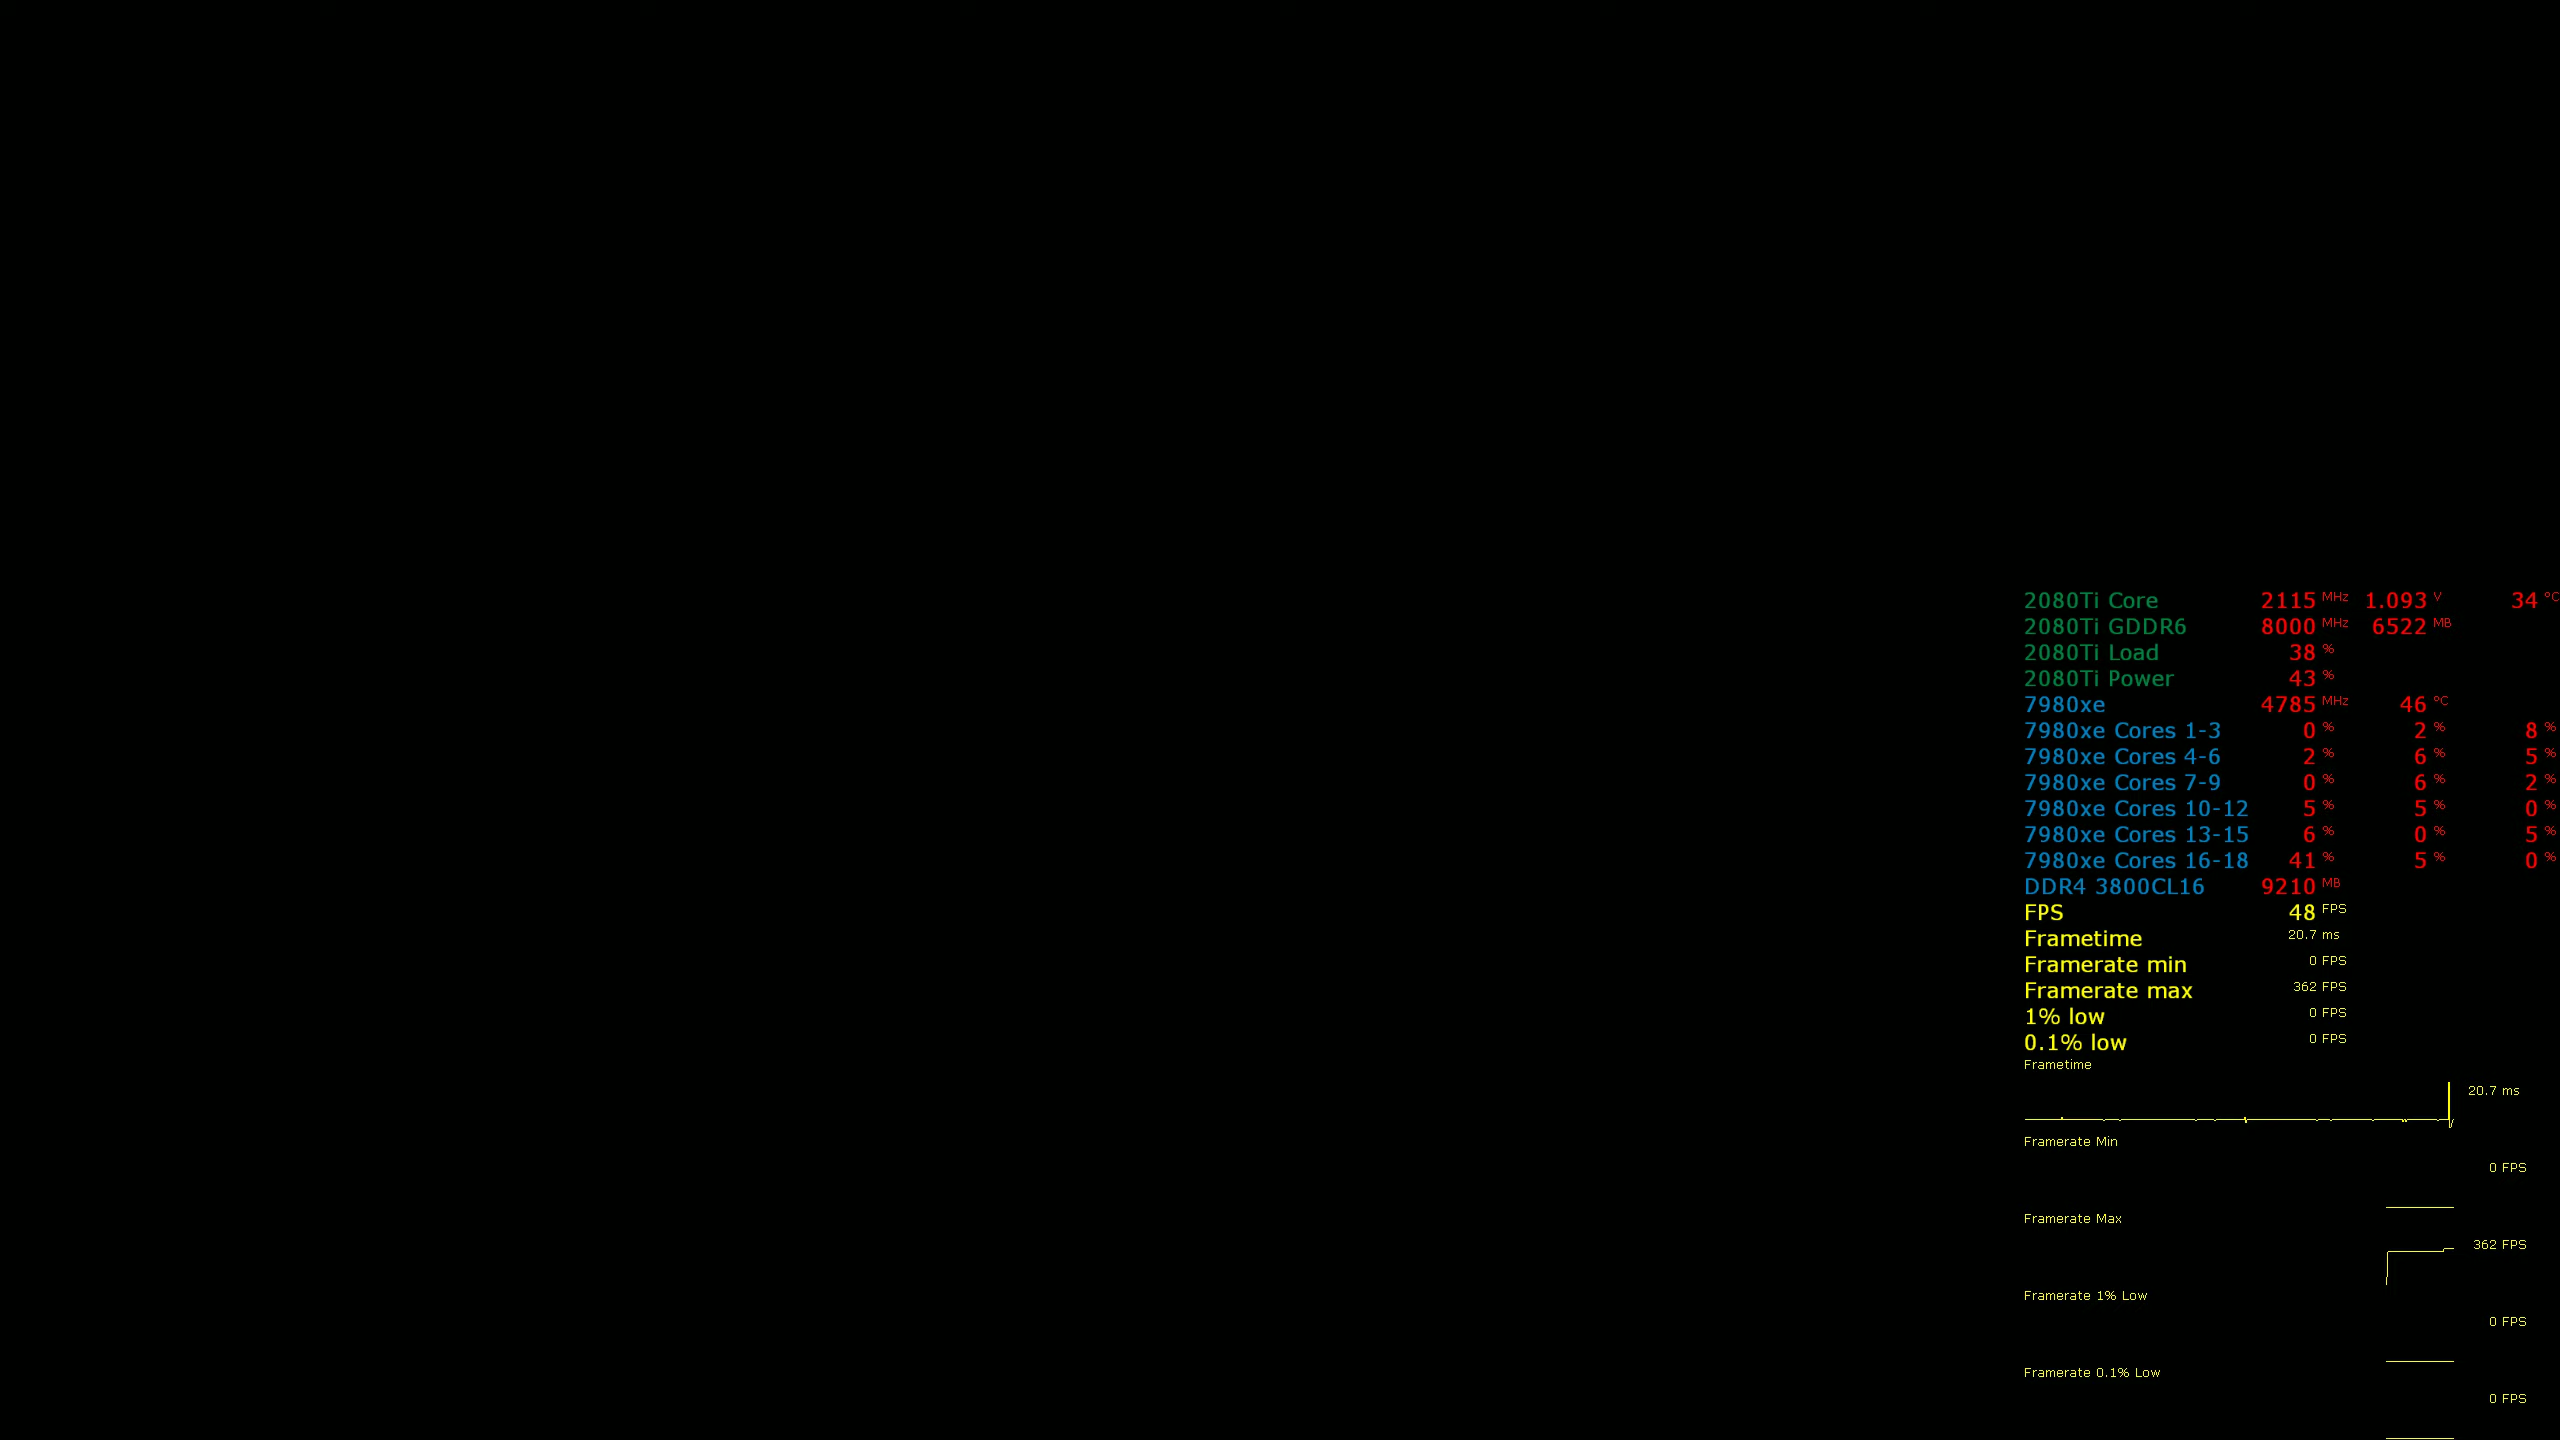 2080Ti Core 2115 MHz 1.093 V 34 °C
2080Ti GDDR6 8000 MHz 6522 MB
2080Ti Load 38 %
2080Ti Power 43 %
7980xe 4785 MHz 46 °C
7980xe Cores 1-3 0 % 2 % 8 %
7980xe Cores 4-6 2 % 6 % 5 %
7980xe Cores 7-9 0 % 6 % 2 %
7980xe Cores 10-12 5 % 5 % 0 %
7980xe Cores 13-15 6 % 0 % 5 %
7980xe Cores 16-18 41 % 5 % 0 %
DDR4 3800CL16 9210 MB
FPS 48 FPS
Frametime 20.7 ms
Framerate min 0 FPS
Framerate max 362 FPS
1% low 0 FPS
0.1% low 0 FPS
Frametime
20.7 ms
Framerate Min
0 FPS
Framerate Max
362 FPS
Framerate 1% Low
0 FPS
Framerate 0.1% Low
0 FPS